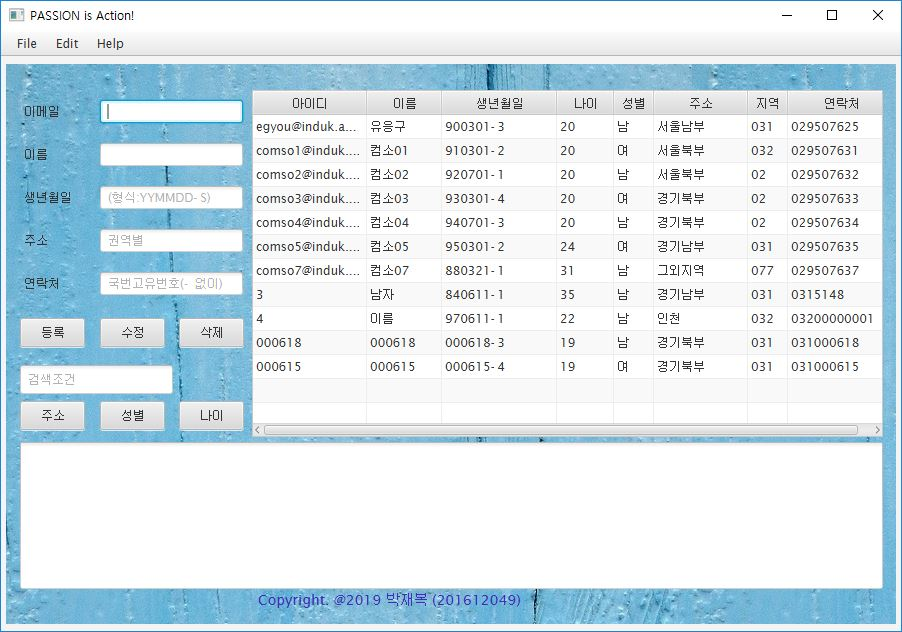 PASSION is Action!
File Edit Help
이메일
이름
생년월일 (형식:YYMMDD- S)
주소 권역별
연락처 국번고유번호(- 없이)
등록 수정 삭제
검색조건
주소 성별 나이
아이디 이름 생년월일 나이 성별 주소 지역 연락처
egyou@induk.a... 유응구 900301- 3 20 남 서울남부 031 029507625
comso1@induk.... 컴소01 910301- 2 20 여 서울북부 032 029507631
comso2@induk.... 컴소02 920701- 1 20 남 서울북부 02 029507632
comso3@induk.... 컴소03 930301- 4 20 여 경기북부 02 029507633
comso4@induk.... 컴소04 940701- 3 20 남 경기북부 02 029507634
comso5@induk.... 컴소05 950301- 2 24 여 경기남부 031 029507635
comso7@induk.... 컴소07 880321- 1 31 남 그외지역 077 029507637
3 남자 840611- 1 35 남 경기남부 031 0315148
4 이름 970611- 1 22 남 인천 032 03200000001
000618 000618 000618- 3 19 남 경기북부 031 031000618
000615 000615 000615- 4 19 여 경기북부 031 031000615
Copyright. @2019 박재복 (201612049)